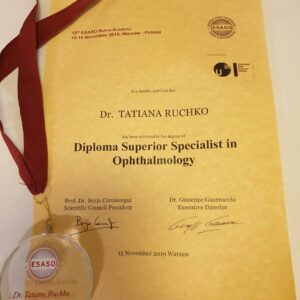 10th ESASO Retina Academy
15-16 November 2019, Warsaw - Poland
It is hereby certified that
Dr. TATIANA RUCHKO
has been admitted to the degree of
Diploma Superior Specialist in
Ophthalmology
Prof. Dr. Borja Corcóstegui
Scientific Council President
Dr. Giuseppe Guarnaccia
Executive Director
15 November 2019 Warsaw
ESASO
Dr. Tatiana Ruchko